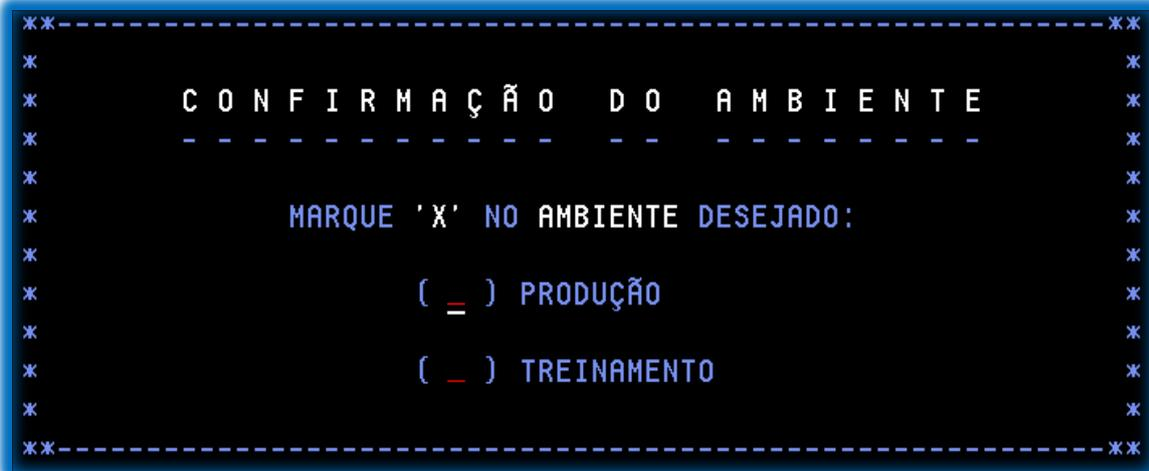 **-----------------------------------------------------------**
C O N F I R M A Ç Ã O   D O   A M B I E N T E
- - - - - - - - - - -   - -   - - - - - - - -
MARQUE 'X' NO AMBIENTE DESEJADO:
( _ ) PRODUÇÃO
( _ ) TREINAMENTO
**-----------------------------------------------------------**